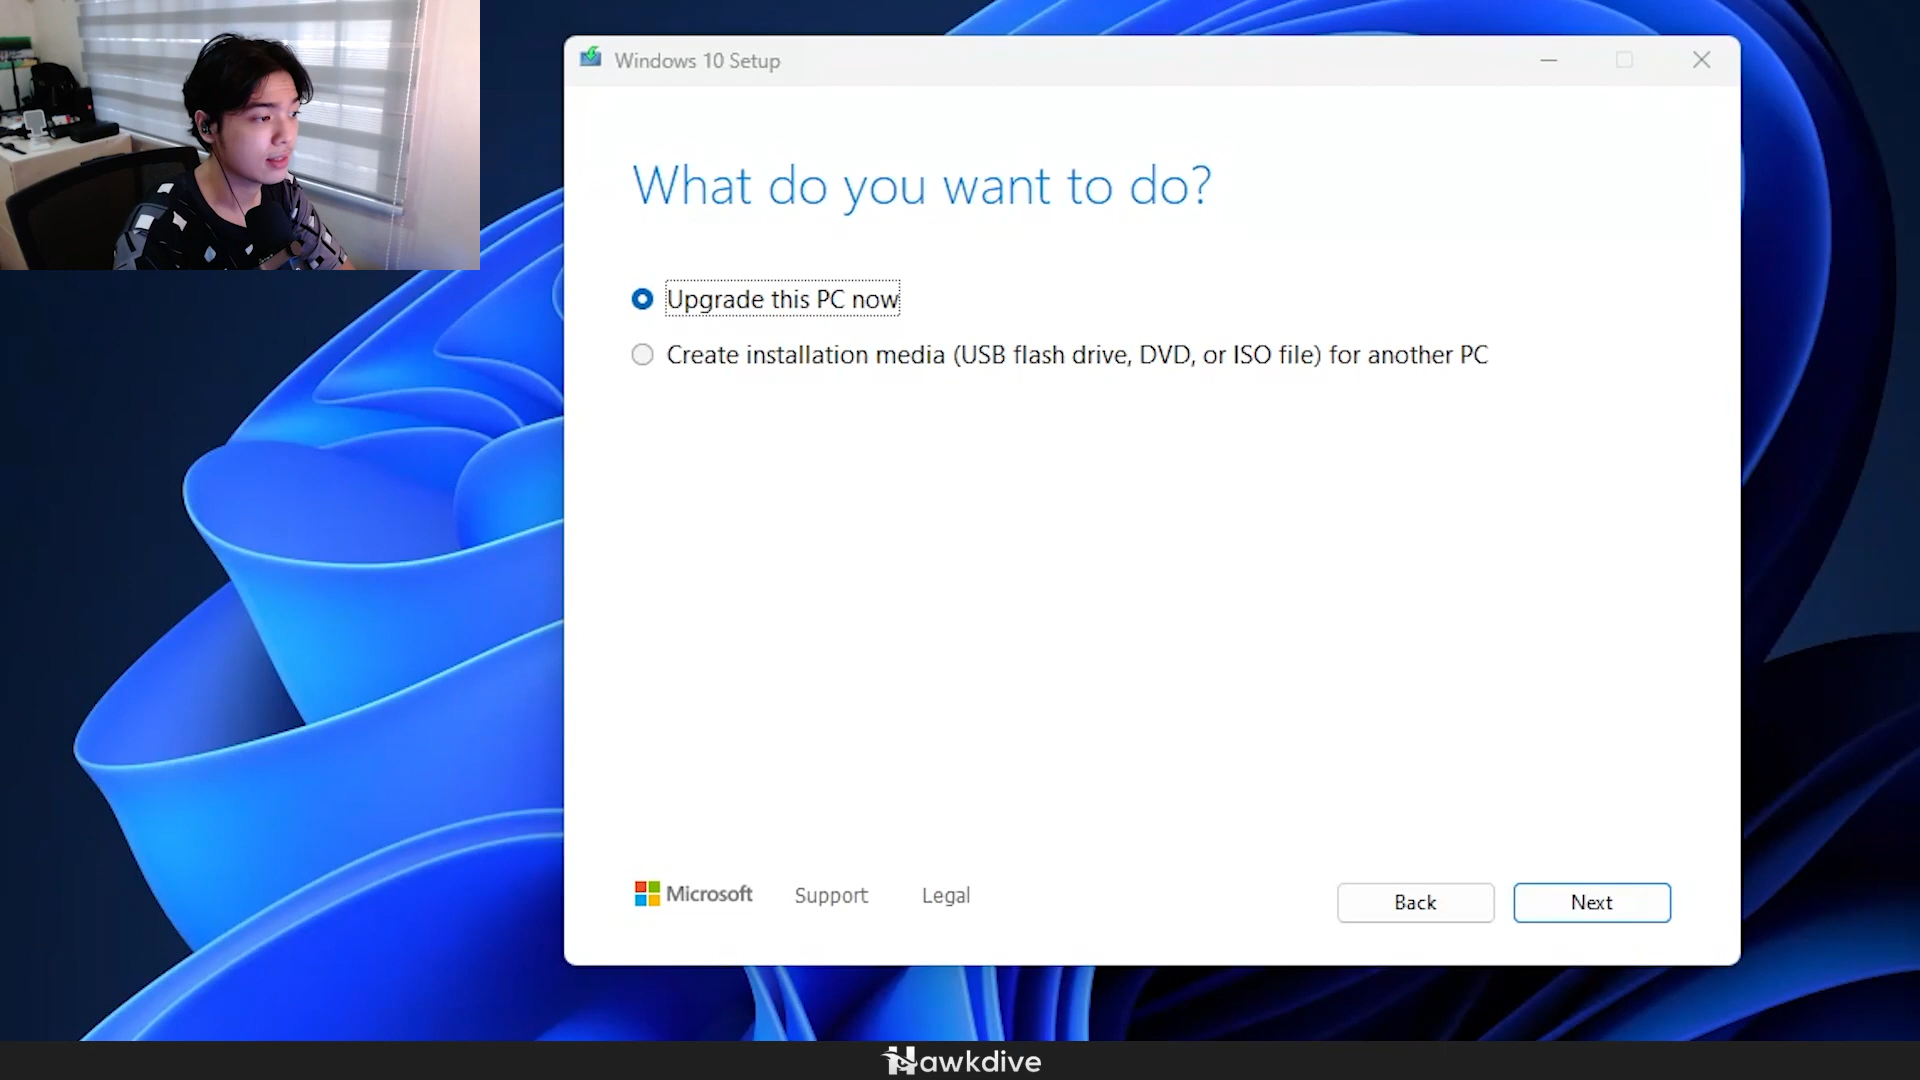 Windows 10 Setup
What do you want to do?
Upgrade this PC now
Create installation media (USB flash drive, DVD, or ISO file) for another PC
Microsoft Support Legal
Back Next
Hawkdive